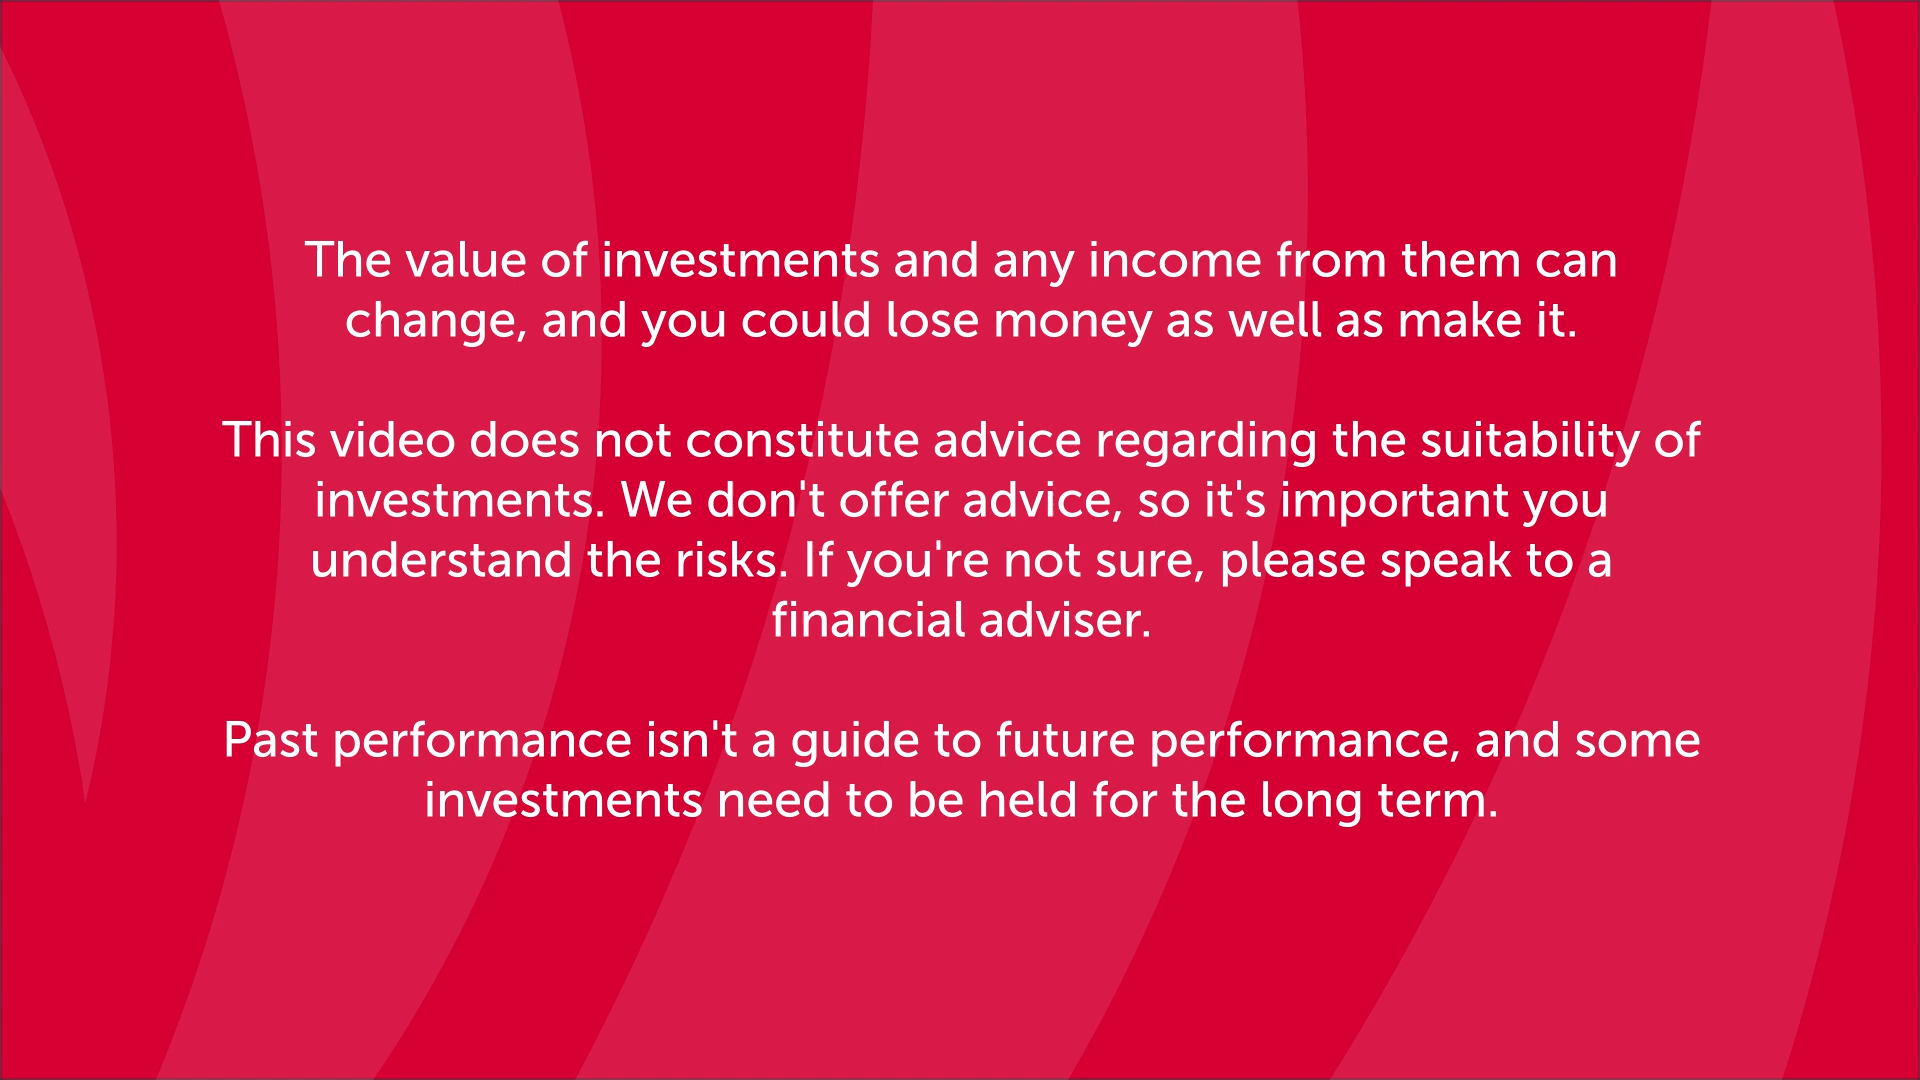 The value of investments and any income from them can
change, and you could lose money as well as make it.
This video does not constitute advice regarding the suitability of
investments. We don't offer advice, so it's important you
understand the risks. If you're not sure, please speak to a
financial adviser.
Past performance isn't a guide to future performance, and some
investments need to be held for the long term.